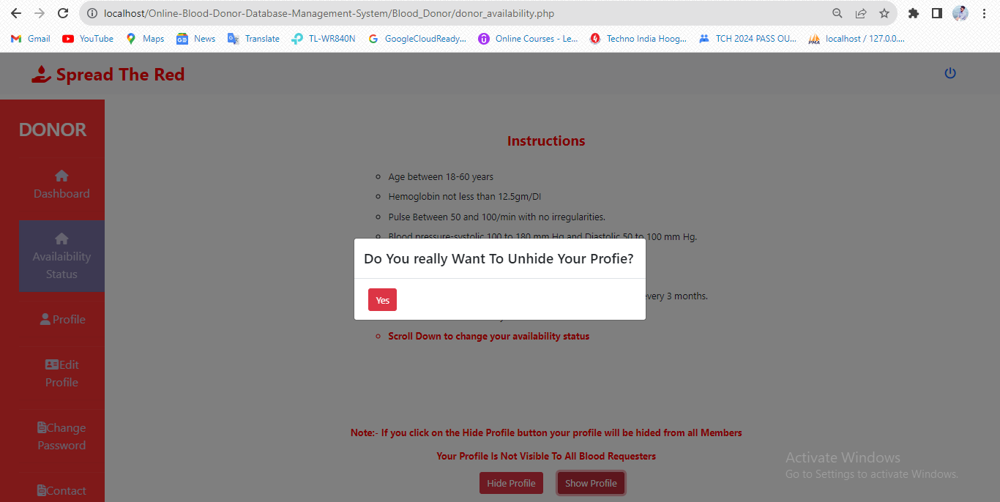 localhost/Online-Blood-Donor-Database-Management-System/Blood_Donor/donor_availability.php
Gmail YouTube Maps News Translate TL-WR840N GoogleCloudReady... Online Courses - Le... Techno India Hoog... TCH 2024 PASS OU... localhost / 127.0.0....
Spread The Red
DONOR
Dashboard
Availaibility
Status
Profile
Edit
Profile
Change
Password
Contact
Instructions
Age between 18-60 years
Hemoglobin not less than 12.5gm/Dl
Pulse Between 50 and 100/min with no irregularities.
Blood pressure-systolic 100 to 180 mm Hg and Diastolic 50 to 100 mm Hg.
Do You really Want To Unhide Your Profie?
Yes
every 3 months.
Scroll Down to change your availability status
Note:- If you click on the Hide Profile button your profile will be hided from all Members
Your Profile Is Not Visible To All Blood Requesters
Hide Profile Show Profile
Activate Windows
Go to Settings to activate Windows.